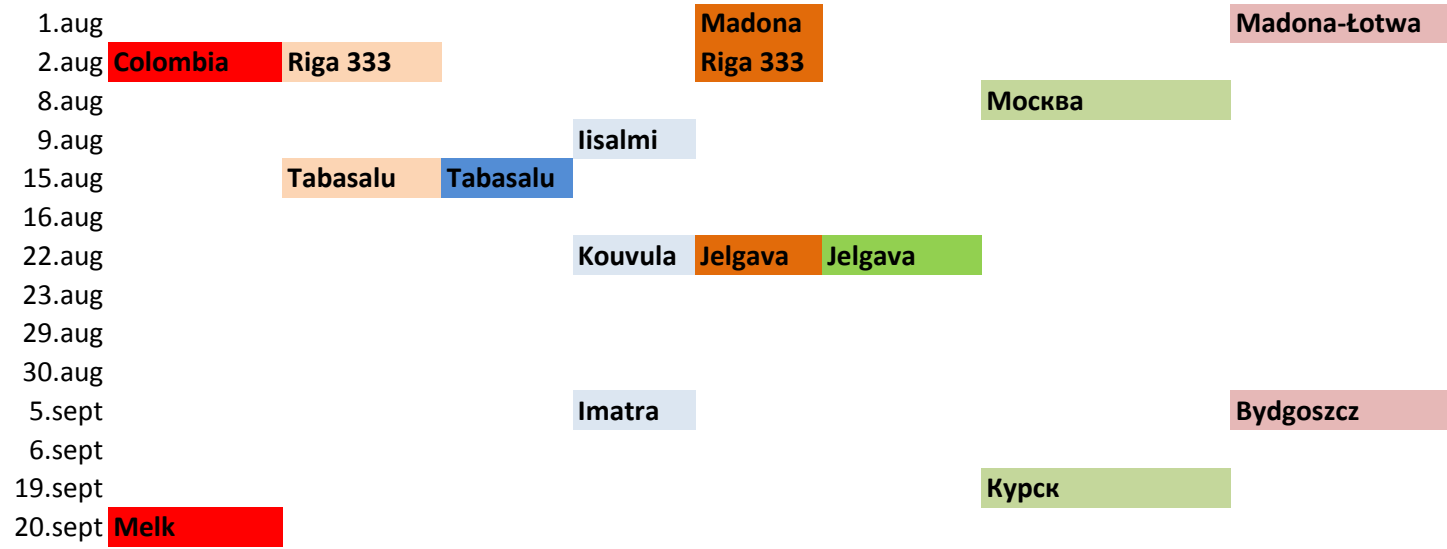 1.aug Madona Madona-Łotwa
2.aug Colombia Riga 333 Riga 333
8.aug Москва
9.aug Iisalmi
15.aug Tabasalu Tabasalu
16.aug
22.aug Kouvula Jelgava Jelgava
23.aug
29.aug
30.aug
5.sept Imatra Bydgoszcz
6.sept
19.sept Курск
20.sept Melk